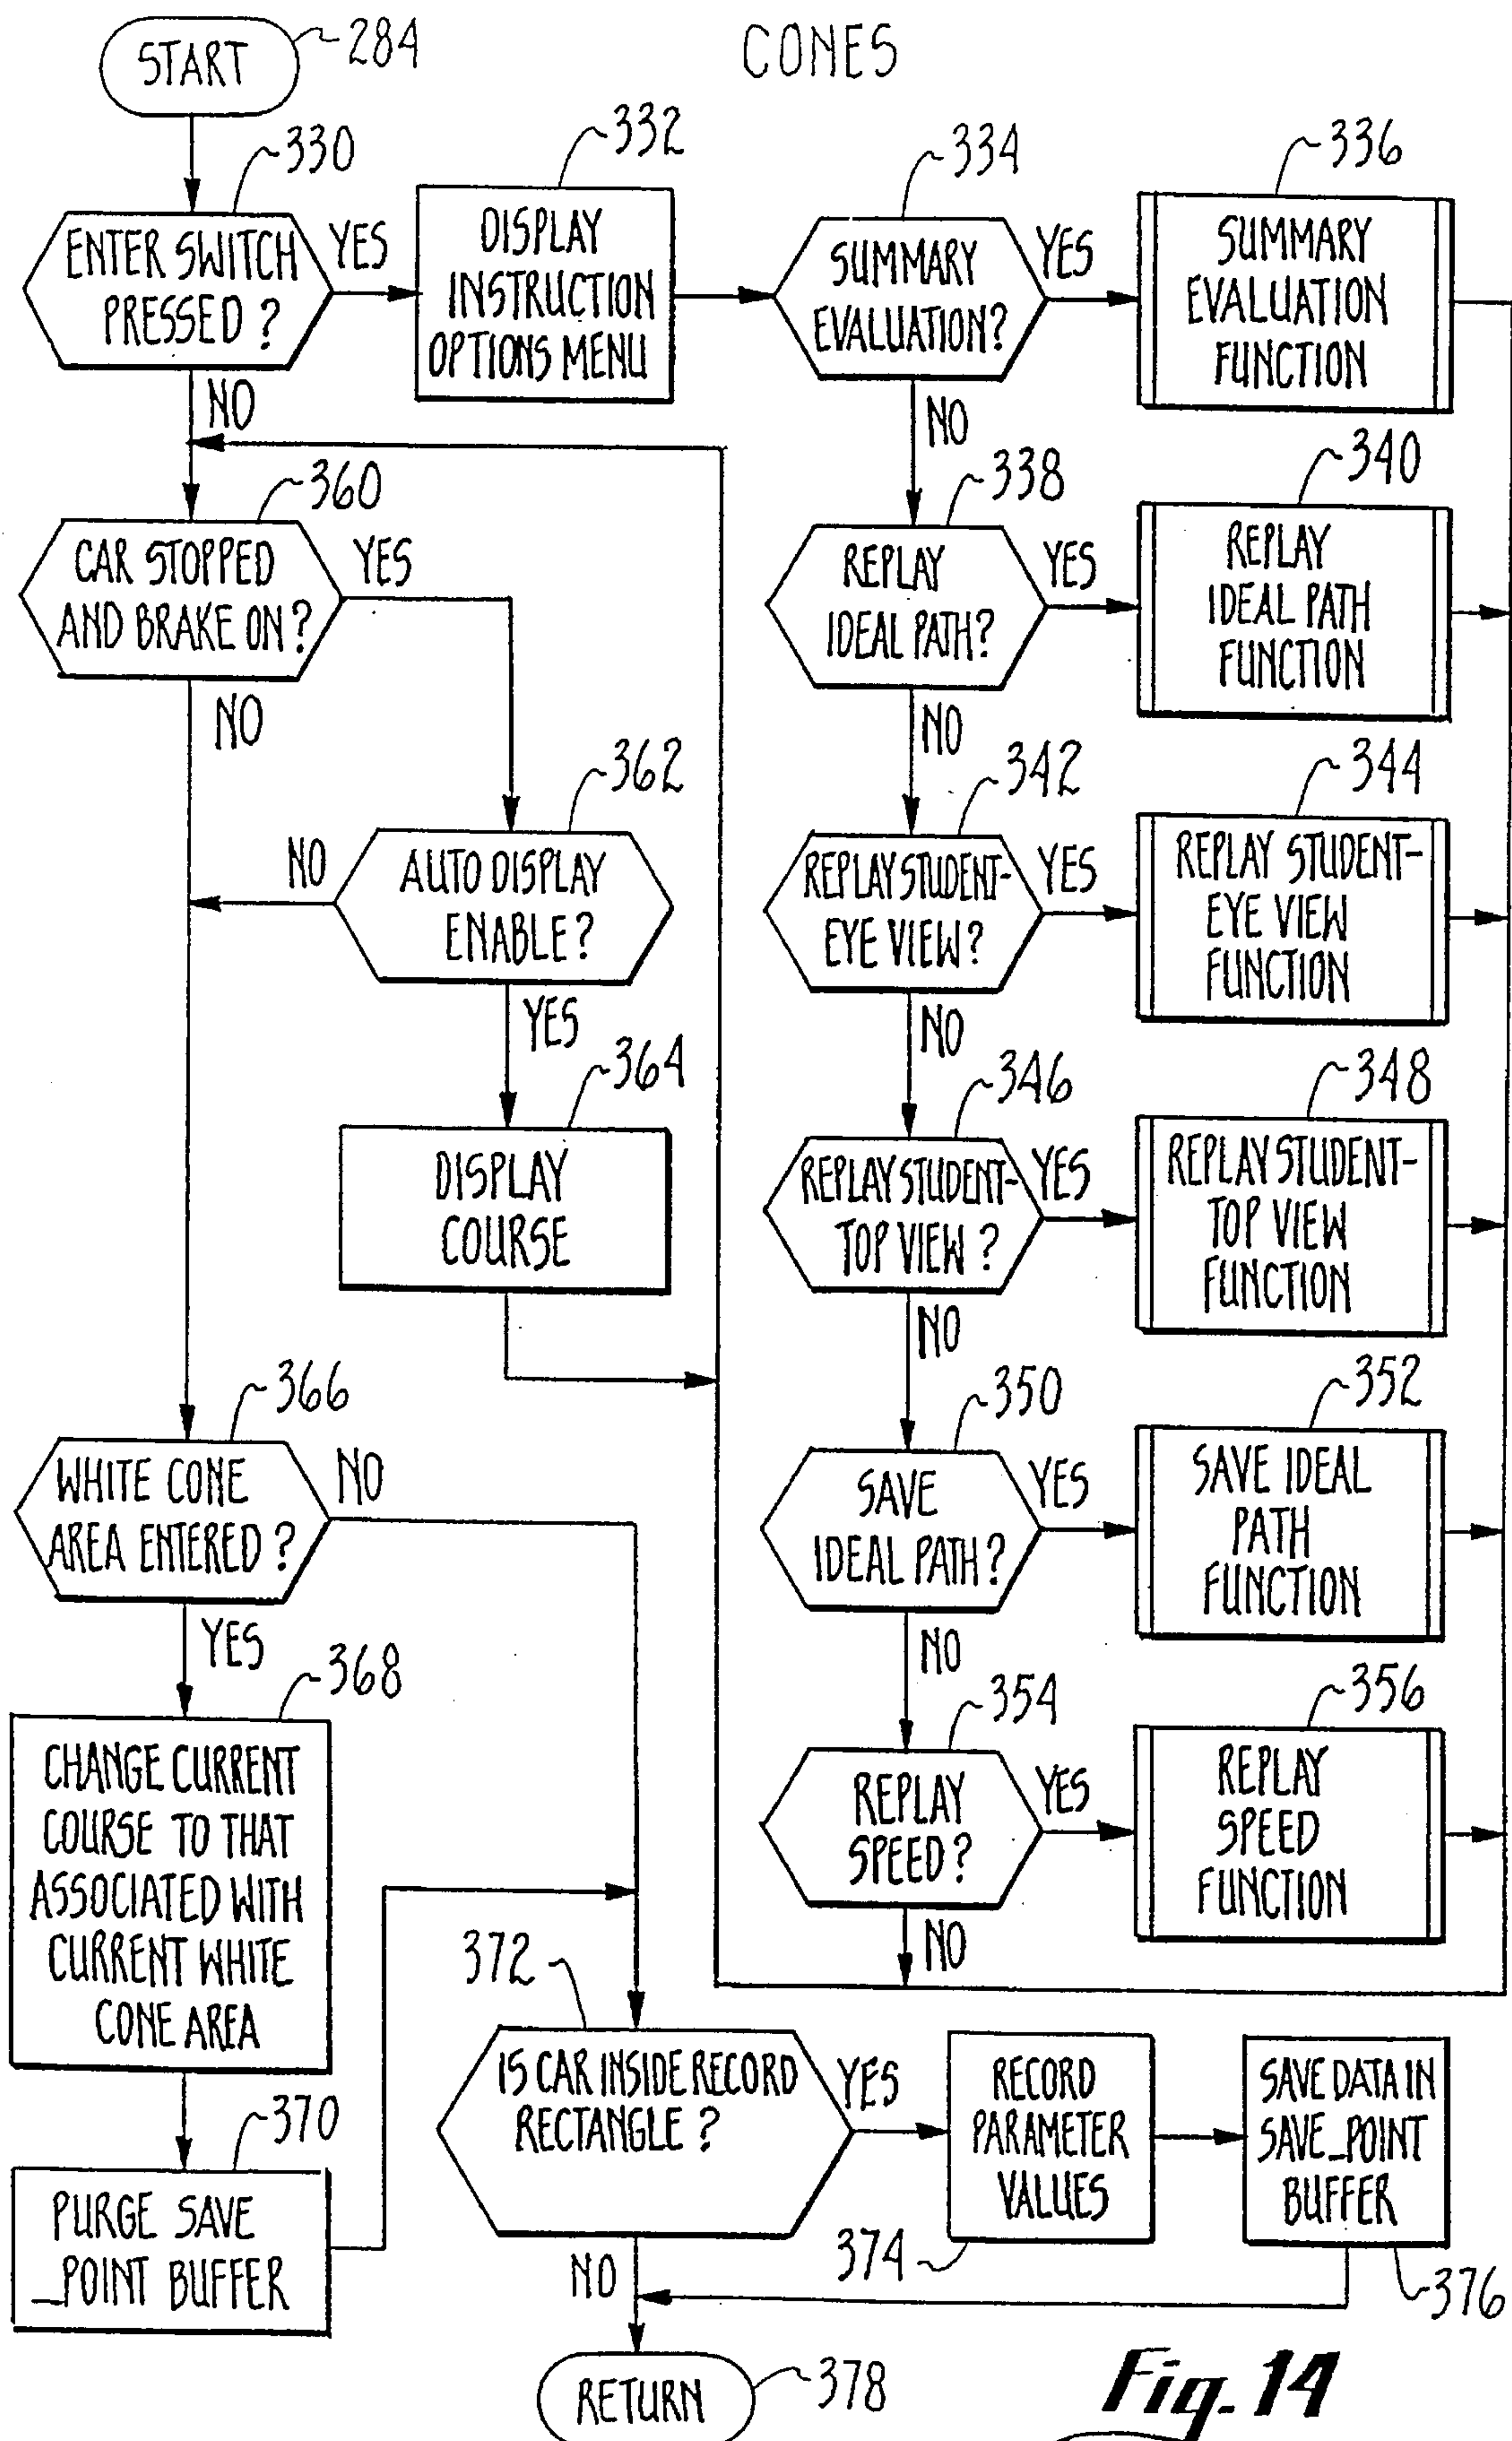 CONES
START
284
330
ENTER SWITCH
PRESSED ?
YES
NO
332
DISPLAY
INSTRUCTION
OPTIONS MENU
334
SUMMARY
EVALUATION?
YES
NO
336
SUMMARY
EVALUATION
FUNCTION
338
REPLAY
IDEAL PATH?
YES
NO
340
REPLAY
IDEAL PATH
FUNCTION
342
REPLAY STUDENT-
EYE VIEW ?
YES
NO
344
REPLAY STUDENT-
EYE VIEW
FUNCTION
346
REPLAY STUDENT-
TOP VIEW ?
YES
NO
348
REPLAY STUDENT-
TOP VIEW
FUNCTION
350
SAVE
IDEAL PATH?
YES
NO
352
SAVE IDEAL
PATH
FUNCTION
354
REPLAY
SPEED ?
YES
NO
356
REPLAY
SPEED
FUNCTION
360
CAR STOPPED
AND BRAKE ON ?
YES
NO
362
AUTO DISPLAY
ENABLE ?
NO
YES
364
DISPLAY
COURSE
366
WHITE CONE
AREA ENTERED ?
NO
YES
368
CHANGE CURRENT
COURSE TO THAT
ASSOCIATED WITH
CURRENT WHITE
CONE AREA
370
PURGE SAVE
_POINT BUFFER
372
IS CAR INSIDE RECORD
RECTANGLE ?
YES
NO
RECORD
PARAMETER
VALUES
374
SAVE DATA IN
SAVE_POINT
BUFFER
376
RETURN
378
Fig. 14